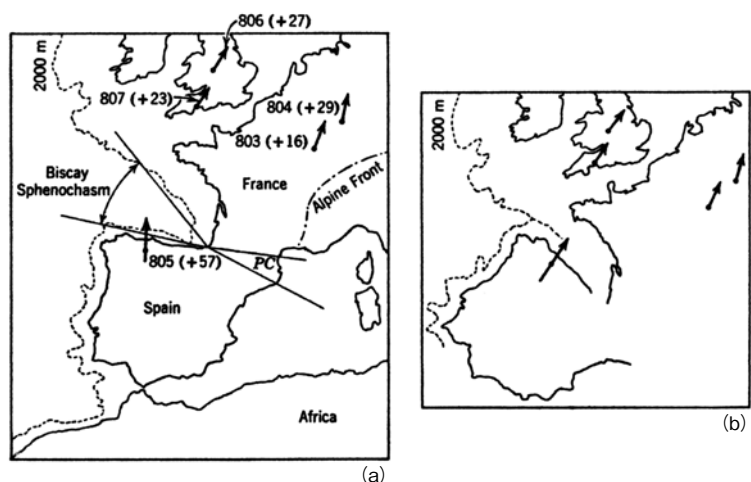 806 (+27)
2000 m
807 (+23)
804 (+29)
803 (+16)
Biscay
Sphenochasm
France
Alpine Front
805 (+57)
PC
Spain
Africa
(a)
2000 m
(b)